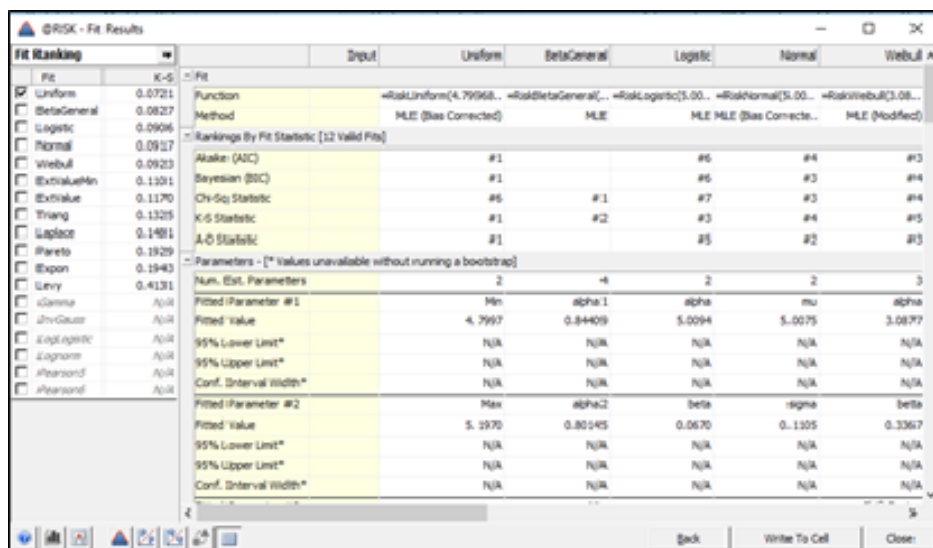 @RISK - Fit Results
Fit Ranking Input Uniform BetaGeneral Logistic Normal Weibull
Fit K-S Fit
Uniform 0.0721 Function =RiskUniform(4.79968... =RiskBetaGeneral(... =RiskLogistic(5.00... =RiskNormal(5.00... =RiskWeibull(3.08...
BetaGeneral 0.0827 Method MLE (Bias Corrected) MLE MLE MLE (Bias Correcte... MLE (Modified)
Logistic 0.0906 Rankings By Fit Statistic [12 Valid Fits]
Normal 0.0917 Akaike (AIC) #1 #6 #4 #3
Weibull 0.0923 Bayesian (BIC) #1 #6 #3 #4
ExtValueMin 0.1101 Chi-Sq Statistic #6 #1 #7 #3 #4
ExtValue 0.1170 K-S Statistic #1 #2 #3 #4 #5
Triang 0.1325 A-D Statistic #1 #5 #2 #3
Laplace 0.1481 Parameters - [* Values unavailable without running a bootstrap]
Pareto 0.1929 Num. Est. Parameters 2 4 2 2 3
Expon 0.1943 Fitted Parameter #1 Min alpha1 alpha mu alpha
Levy 0.4131 Fitted Value 4.7997 0.84409 5.0094 5.0075 3.0877
Gamma N/A 95% Lower Limit* N/A N/A N/A N/A N/A
InvGauss N/A 95% Upper Limit* N/A N/A N/A N/A N/A
LogLogistic N/A Conf. Interval Width* N/A N/A N/A N/A N/A
Lognorm N/A Fitted Parameter #2 Max alpha2 beta sigma beta
Pearson5 N/A Fitted Value 5.1970 0.80145 0.0670 0.1105 0.3367
N/A 95% Lower Limit* N/A N/A N/A N/A N/A
95% Upper Limit* N/A N/A N/A N/A N/A
Conf. Interval Width* N/A N/A N/A N/A N/A
Back Write To Cell Close